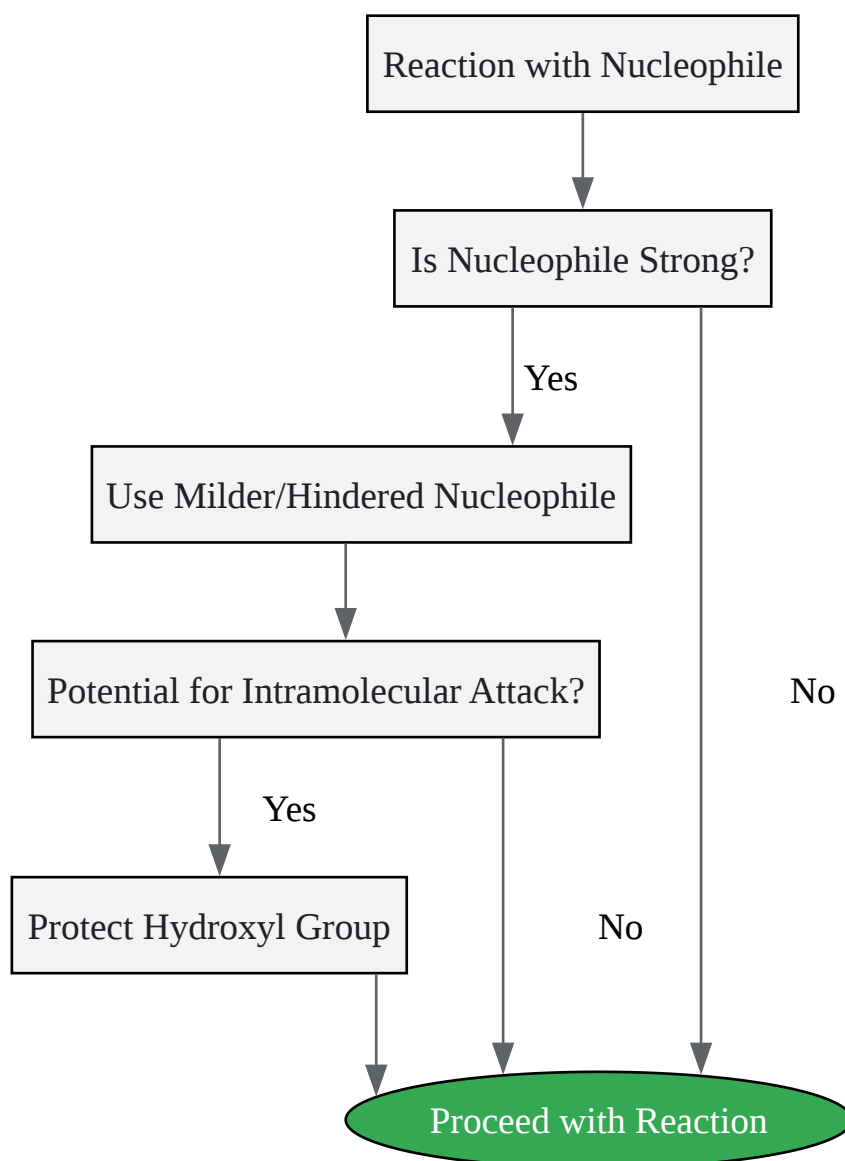 Reaction with Nucleophile
Is Nucleophile Strong?
Yes
Use Milder/Hindered Nucleophile
Potential for Intramolecular Attack?
No
Yes
Protect Hydroxyl Group
No
Proceed with Reaction